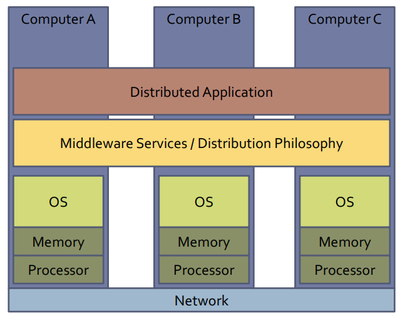 Computer A
Computer B
Computer C
Distributed Application
Middleware Services / Distribution Philosophy
OS
OS
OS
Memory
Memory
Memory
Processor
Processor
Processor
Network